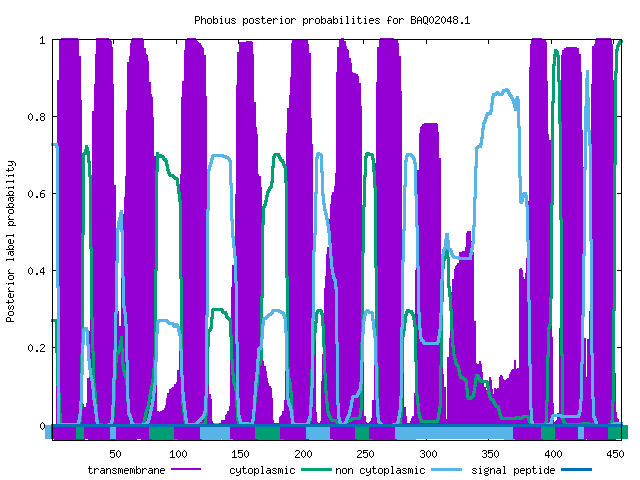 Phobius posterior probabilities for BAQ02048.1
1
0.8
0.6
0.4
0.2
0
Posterior label probability
50 100 150 200 250 300 350 400 450
transmembrane cytoplasmic non cytoplasmic signal peptide